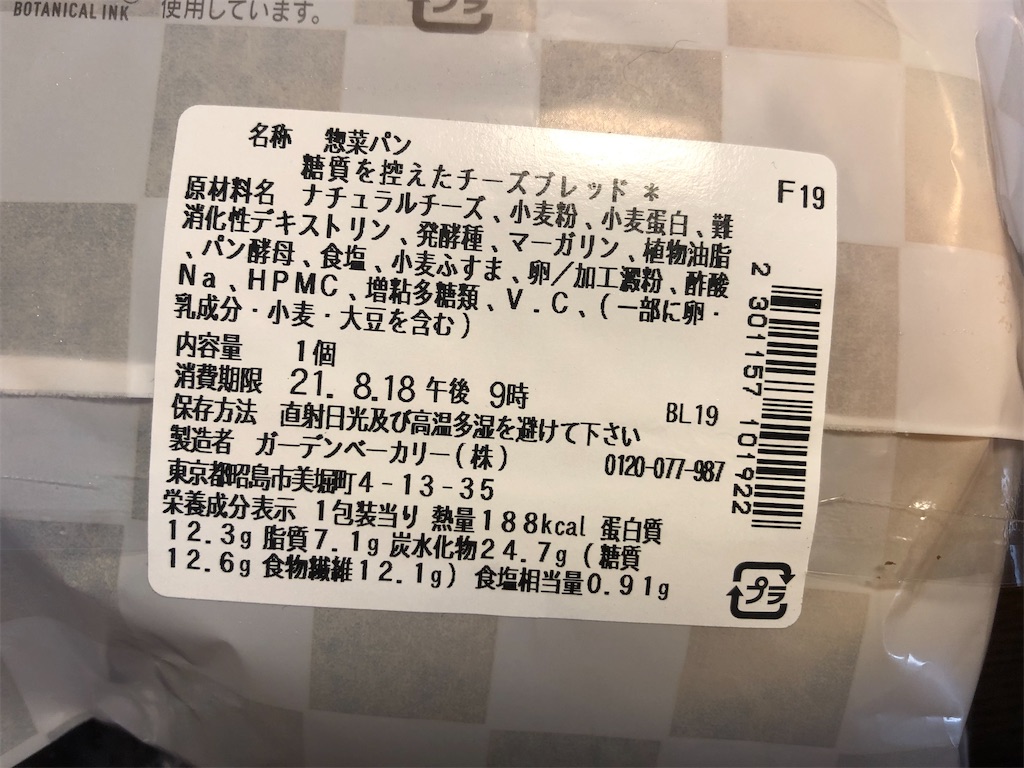 BOTANICAL INK 使用しています。
プラ
名称 惣菜パン
糖質を控えたチーズブレッド *
F19
原材料名 ナチュラルチーズ、小麦粉、小麦蛋白、難
消化性デキストリン、発酵種、マーガリン、植物油脂
、パン酵母、食塩、小麦ふすま、卵/加工澱粉、酢酸
Na、HPMC、増粘多糖類、V.C、(一部に卵・
乳成分・小麦・大豆を含む)
内容量 1個
消費期限 21. 8.18 午後 9時
BL19
保存方法 直射日光及び高温多湿を避けて下さい
製造者 ガーデンベーカリー(株) 0120-077-987
東京都昭島市美堀町4-13-35
栄養成分表示 1包装当り 熱量188kcal 蛋白質
12.3g 脂質7.1g 炭水化物24.7g (糖質
12.6g 食物繊維12.1g) 食塩相当量0.91g
2 301157 101922
プラ